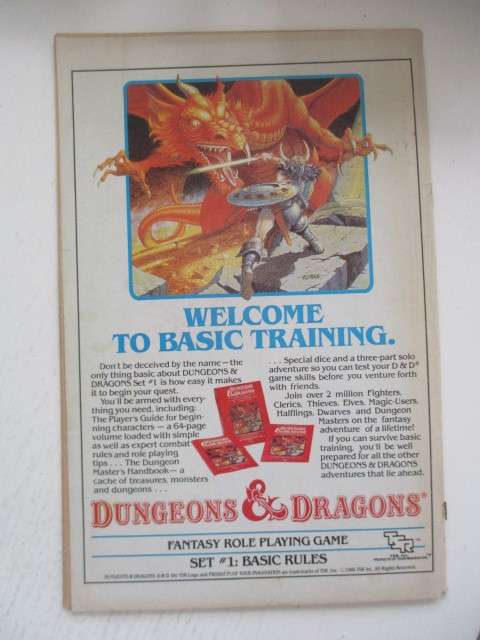 WELCOME
TO BASIC TRAINING.
Don't be deceived by the name—the
only thing basic about DUNGEONS &
DRAGONS Set #1 is how easy it makes
it to begin your quest.
You'll be armed with every-
thing you need, including:
The Player's Guide for begin-
ning characters — a 64-page
volume loaded with simple
as well as expert combat
rules and role playing
tips . . . The Dungeon
Master's Handbook— a
cache of treasures, monsters
and dungeons . . .
. . . Special dice and a three-part solo
adventure so you can test your D & D®
game skills before you venture forth
with friends.
Join over 2 million Fighters,
Clerics, Thieves, Elves, Magic-Users,
Halflings, Dwarves and Dungeon
Masters on the fantasy
adventure of a lifetime!
If you can survive basic
training, you'll be well
prepared for all the other
DUNGEONS & DRAGONS
adventures that lie ahead.
DUNGEONS & DRAGONS®
FANTASY ROLE PLAYING GAME
SET #1: BASIC RULES
TSR